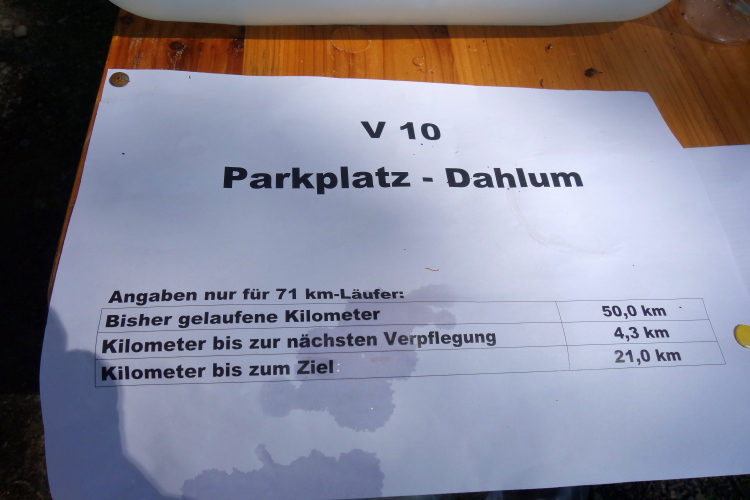 V 10
Parkplatz - Dahlum
Angaben nur für 71 km-Läufer:
Bisher gelaufene Kilometer 50,0 km
Kilometer bis zur nächsten Verpflegung 4,3 km
Kilometer bis zum Ziel 21,0 km